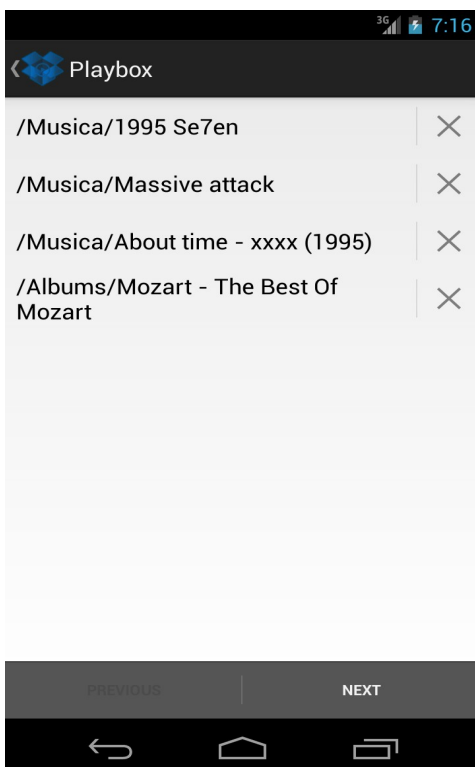 3G 7:16
Playbox
/Musica/1995 Se7en
/Musica/Massive attack
/Musica/About time - xxxx (1995)
/Albums/Mozart - The Best Of
Mozart
PREVIOUS NEXT